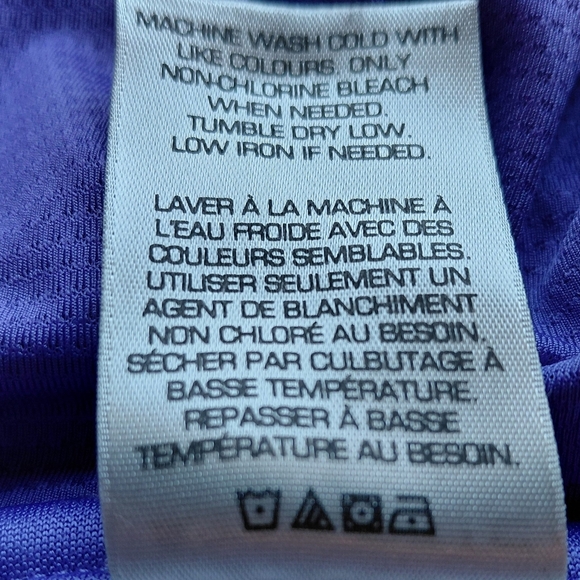 MACHINE WASH COLD WITH
LIKE COLOURS. ONLY
NON-CHLORINE BLEACH
WHEN NEEDED.
TUMBLE DRY LOW.
LOW IRON IF NEEDED.
LAVER À LA MACHINE À
L'EAU FROIDE AVEC DES
COULEURS SEMBLABLES.
UTILISER SEULEMENT UN
AGENT DE BLANCHIMENT
NON CHLORÉ AU BESOIN.
SÉCHER PAR CULBUTAGE À
BASSE TEMPÉRATURE.
REPASSER À BASSE
TEMPÉRATURE AU BESOIN.